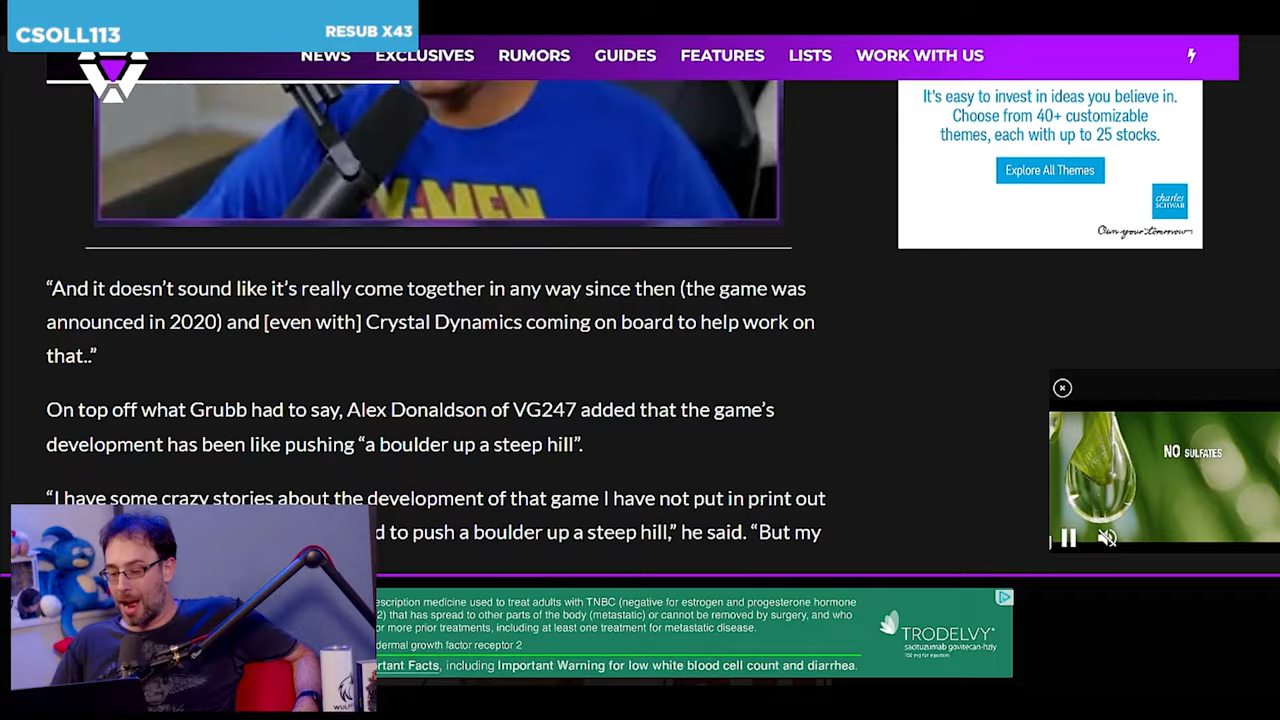 CSOLL113
RESUB X43
NEWS EXCLUSIVES RUMORS GUIDES FEATURES LISTS WORK WITH US
It's easy to invest in ideas you believe in.
Choose from 40+ customizable
themes, each with up to 25 stocks.
Explore All Themes
charles
SCHWAB
Own your tomorrow
X-MEN
“And it doesn’t sound like it’s really come together in any way since then (the game was
announced in 2020) and [even with] Crystal Dynamics coming on board to help work on
that..”
On top off what Grubb had to say, Alex Donaldson of VG247 added that the game’s
development has been like pushing “a boulder up a steep hill”.
“I have some crazy stories about the development of that game I have not put in print out
d to push a boulder up a steep hill,” he said. “But my
NO SULFATES
escription medicine used to treat adults with TNBC (negative for estrogen and progesterone hormone
2) that has spread to other parts of the body (metastatic) or cannot be removed by surgery, and who
or more prior treatments, including at least one treatment for metastatic disease.
dermal growth factor receptor 2
rtant Facts, including Important Warning for low white blood cell count and diarrhea.
TRODELVY
sacituzumab govitecan-hziy